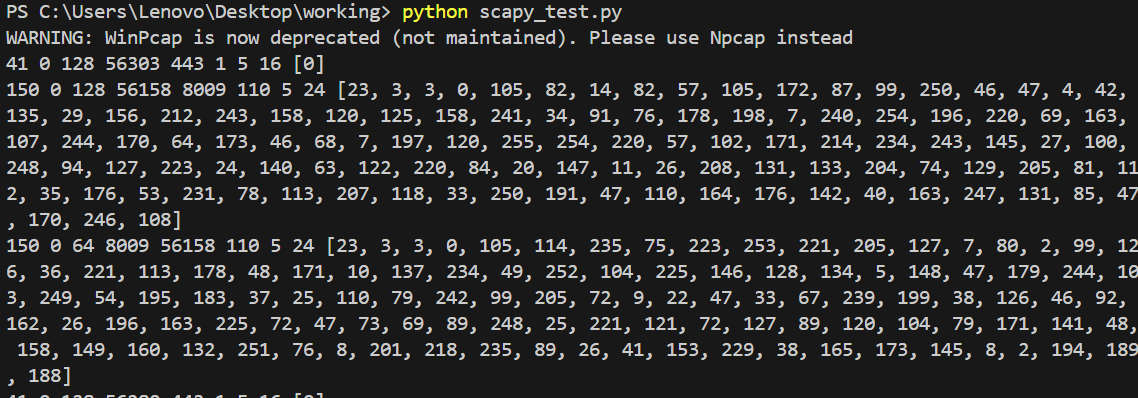 PS C:\Users\Lenovo\Desktop\working> python scapy_test.py
WARNING: WinPcap is now deprecated (not maintained). Please use Npcap instead
41 0 128 56303 443 1 5 16 [0]
150 0 128 56158 8009 110 5 24 [23, 3, 3, 0, 105, 82, 14, 82, 57, 105, 172, 87, 99, 250, 46, 47, 4, 42,
135, 29, 156, 212, 243, 158, 120, 125, 158, 241, 34, 91, 76, 178, 198, 7, 240, 254, 196, 220, 69, 163,
107, 244, 170, 64, 173, 46, 68, 7, 197, 120, 255, 254, 220, 57, 102, 171, 214, 234, 243, 145, 27, 100,
248, 94, 127, 223, 24, 140, 63, 122, 220, 84, 20, 147, 11, 26, 208, 131, 133, 204, 74, 129, 205, 81, 11
2, 35, 176, 53, 231, 78, 113, 207, 118, 33, 250, 191, 47, 110, 164, 176, 142, 40, 163, 247, 131, 85, 47
, 170, 246, 108]
150 0 64 8009 56158 110 5 24 [23, 3, 3, 0, 105, 114, 235, 75, 223, 253, 221, 205, 127, 7, 80, 2, 99, 12
6, 36, 221, 113, 178, 48, 171, 10, 137, 234, 49, 252, 104, 225, 146, 128, 134, 5, 148, 47, 179, 244, 10
3, 249, 54, 195, 183, 37, 25, 110, 79, 242, 99, 205, 72, 9, 22, 47, 33, 67, 239, 199, 38, 126, 46, 92,
162, 26, 196, 163, 225, 72, 47, 73, 69, 89, 248, 25, 221, 121, 72, 127, 89, 120, 104, 79, 171, 141, 48,
158, 149, 160, 132, 251, 76, 8, 201, 218, 235, 89, 26, 41, 153, 229, 38, 165, 173, 145, 8, 2, 194, 189
, 188]